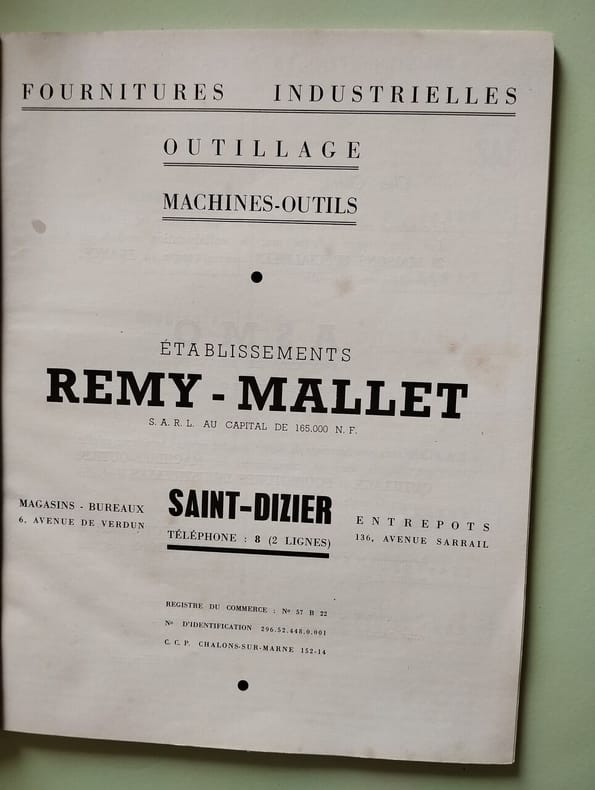 FOURNITURES INDUSTRIELLES
OUTILLAGE
MACHINES-OUTILS
ÉTABLISSEMENTS
REMY - MALLET
S. A. R. L. AU CAPITAL DE 165.000 N. F.
MAGASINS - BUREAUX
6, AVENUE DE VERDUN
SAINT-DIZIER
TÉLÉPHONE : 8 (2 LIGNES)
ENTREPOTS
136, AVENUE SARRAIL
REGISTRE DU COMMERCE : No 57 B 22
No D'IDENTIFICATION 296.52.448.0.001
C. C. P. CHALONS-SUR-MARNE 152-14